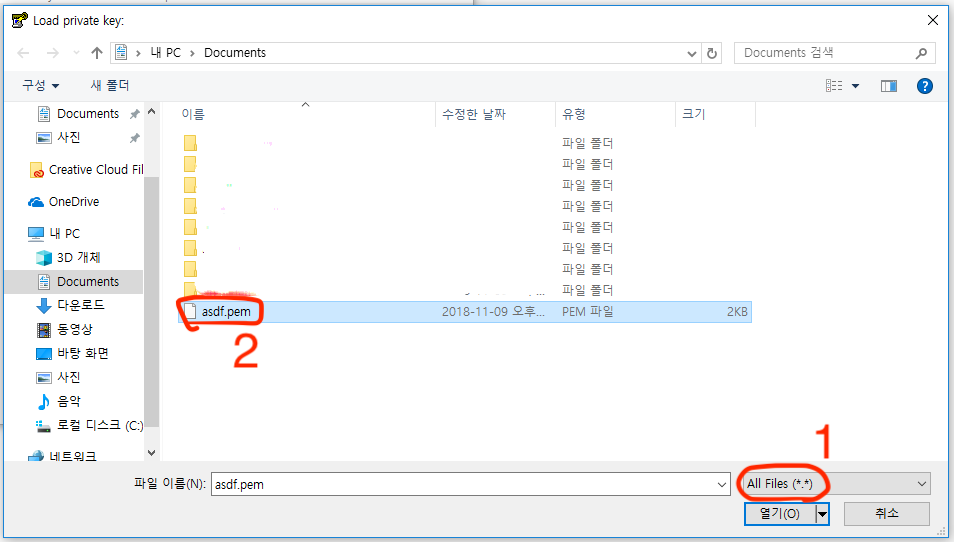 Load private key:
내 PC > Documents
Documents 검색
구성
새 폴더
Documents
사진
Creative Cloud Fil
OneDrive
내 PC
3D 개체
Documents
다운로드
동영상
바탕 화면
사진
음악
로컬 디스크 (C:)
네트워크
이름 수정한 날짜 유형 크기
파일 폴더
파일 폴더
파일 폴더
파일 폴더
파일 폴더
파일 폴더
파일 폴더
파일 폴더
asdf.pem 2018-11-09 오후... PEM 파일 2KB
2
1
파일 이름(N): asdf.pem All Files (*.*)
열기(O) 취소